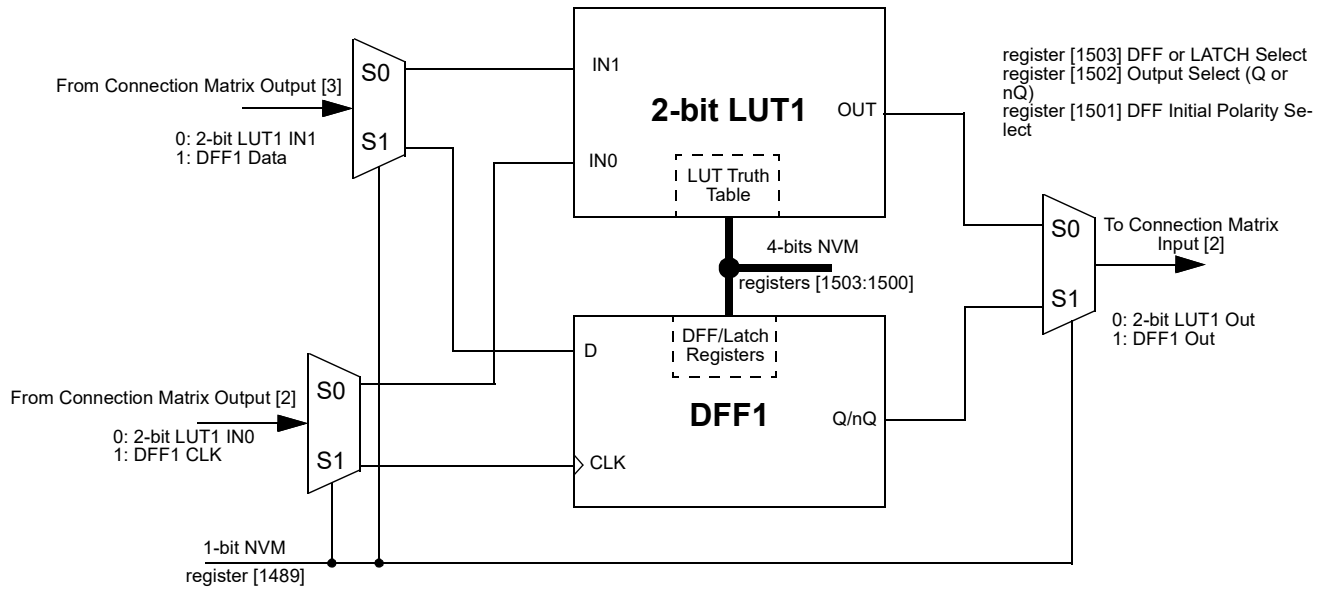 register [1503] DFF or LATCH Select
register [1502] Output Select (Q or
nQ)
register [1501] DFF Initial Polarity Se-
lect
From Connection Matrix Output [3]
0: 2-bit LUT1 IN1
1: DFF1 Data
S0
S1
IN1
2-bit LUT1
OUT
IN0
LUT Truth
Table
4-bits NVM
registers [1503:1500]
S0
S1
To Connection Matrix
Input [2]
0: 2-bit LUT1 Out
1: DFF1 Out
DFF/Latch
Registers
D
DFF1
Q/nQ
CLK
From Connection Matrix Output [2]
0: 2-bit LUT1 IN0
1: DFF1 CLK
S0
S1
1-bit NVM
register [1489]